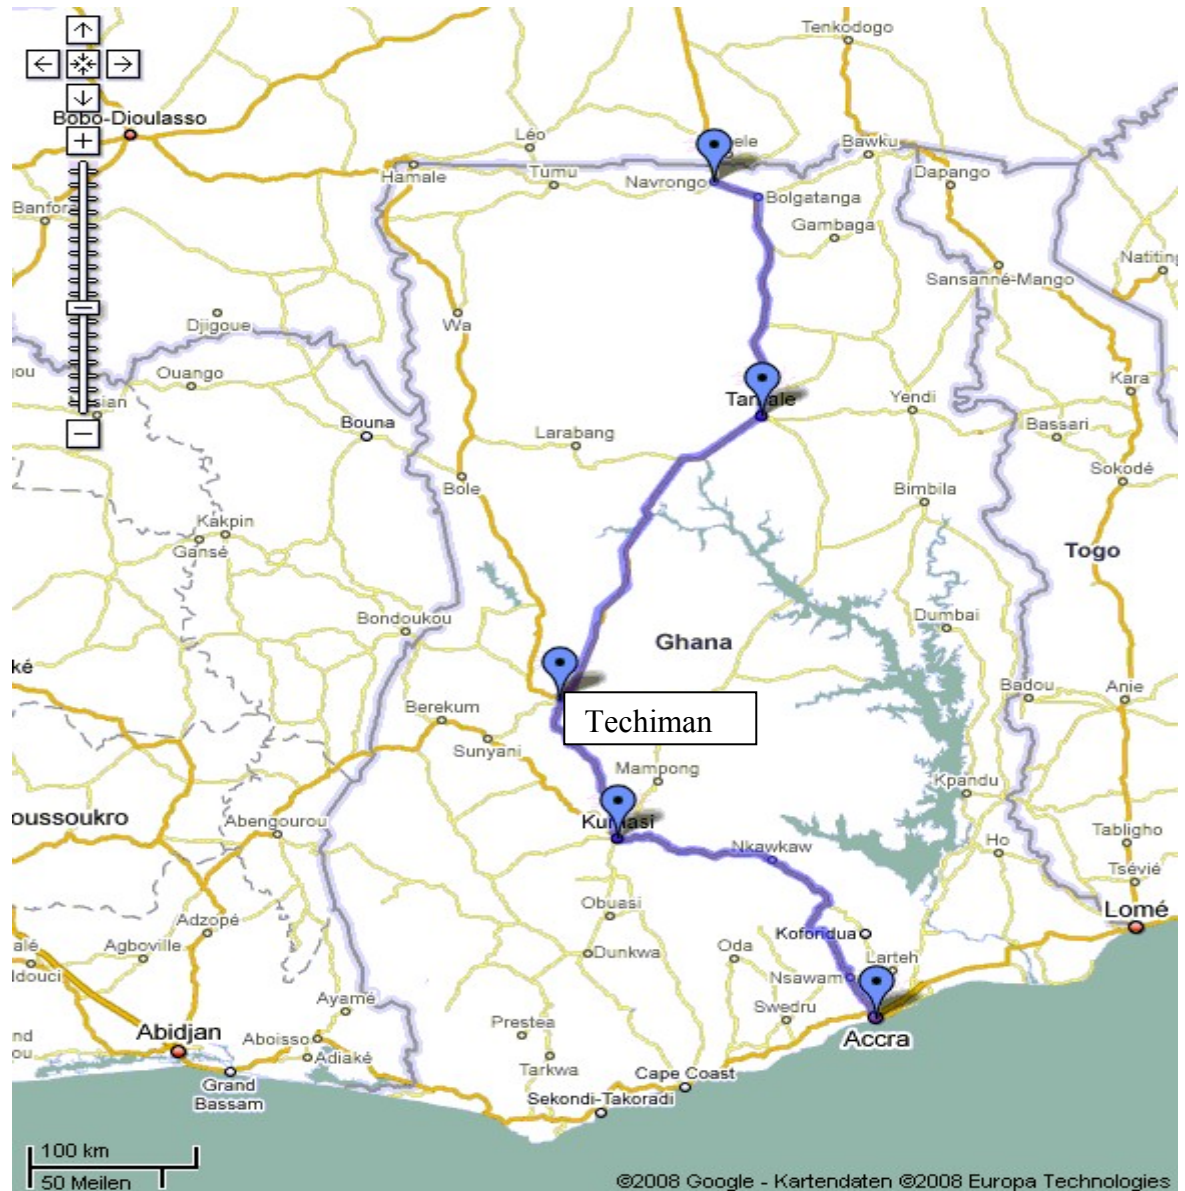 Tenkodogo
Bobo-Dioulasso
Léo
ele
Bawku
Hamale
Tumu
Navrongo
Dapango
Bolgatanga
Banfora
Gambaga
Natiting
Sansanné-Mango
Djigoue
Wa
Ouango
Kara
Bouna
Yendi
Bassari
Larabang
Sokodé
Bole
Bimbila
Kakpin
Gansé
Togo
Bondoukou
Dumbai
Ghana
ké
Badou
Anie
Berekum
Techiman
Sunyani
Mampong
Kpandu
oussoukro
Abengourou
Nkawkaw
Ho
Tabligho
Tsévié
Obuasi
Adzopé
Lomé
Koforidua
Agboville
Dunkwa
Oda
Larteh
Nsawam
Ayamé
Swedru
Abidjan
Aboisso
Prestea
Accra
Adiaké
Tarkwa
Grand
Bassam
Cape Coast
Sekondi-Takoradi
100 km
50 Meilen
©2008 Google - Kartendaten ©2008 Europa Technologies